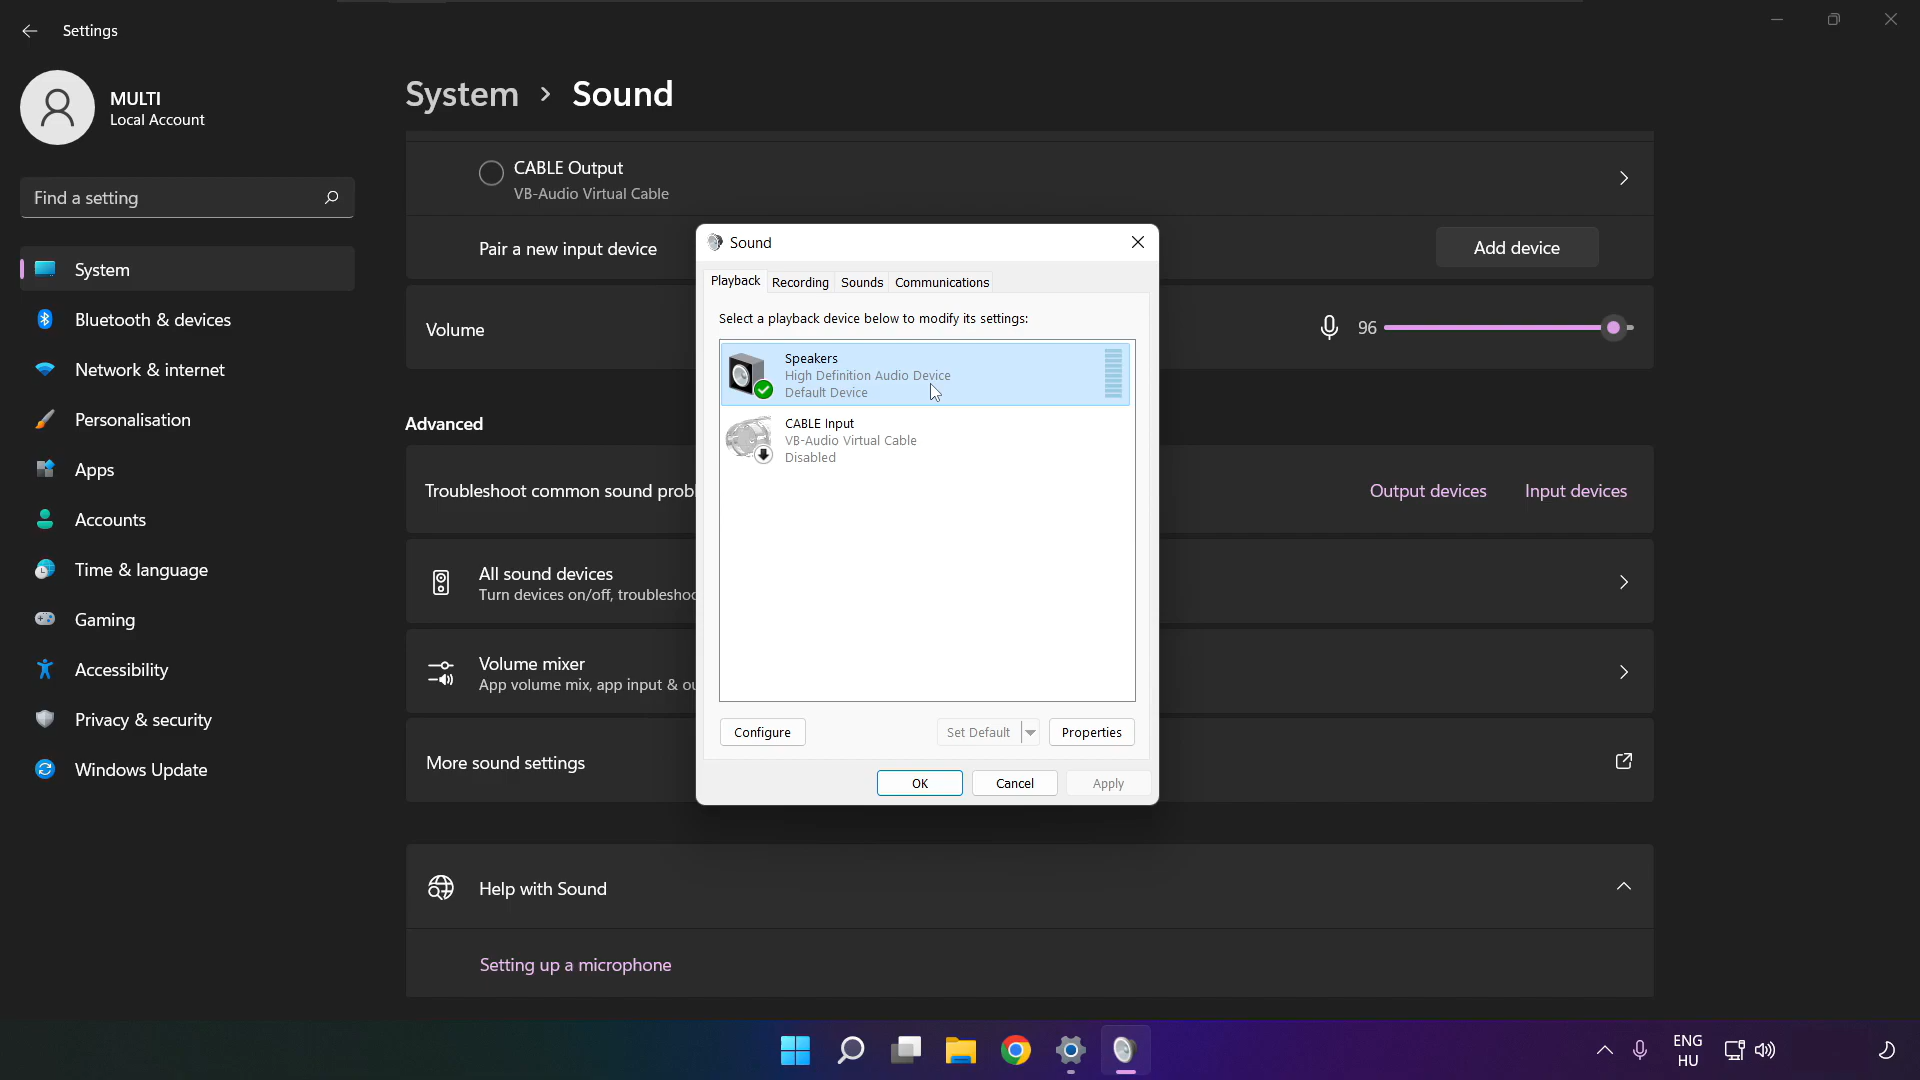 Settings
MULTI
Local Account
Find a setting
System
Bluetooth & devices
Network & internet
Personalisation
Apps
Accounts
Time & language
Gaming
Accessibility
Privacy & security
Windows Update
System > Sound
CABLE Output
VB-Audio Virtual Cable
Pair a new input device
Add device
Volume
96
Advanced
Troubleshoot common sound
Output devices
Input devices
All sound devices
Turn devices on/off,
Volume mixer
App volume mix, app input &
More sound settings
Help with Sound
Setting up a microphone
Sound
Playback
Recording
Sounds
Communications
Select a playback device below to modify its settings:
Speakers
High Definition Audio Device
Default Device
CABLE Input
VB-Audio Virtual Cable
Disabled
Configure
Set Default
Properties
OK
Cancel
Apply
ENG
HU